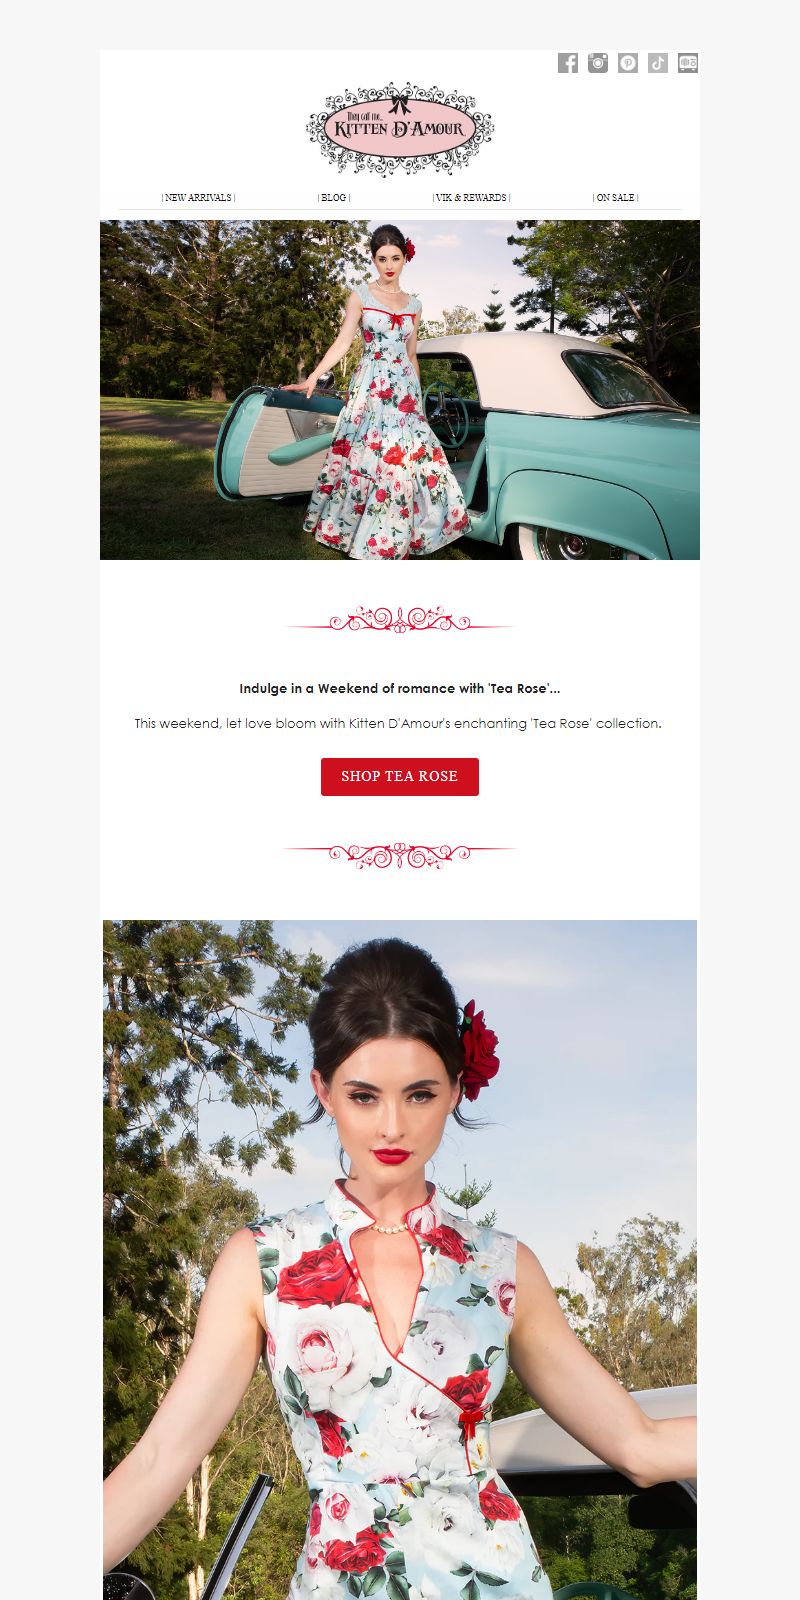 They call me...
KITTEN D'AMOUR
| NEW ARRIVALS |
| BLOG |
| VIK & REWARDS |
| ON SALE |
Indulge in a Weekend of romance with 'Tea Rose'...
This weekend, let love bloom with Kitten D'Amour's enchanting 'Tea Rose' collection.
SHOP TEA ROSE